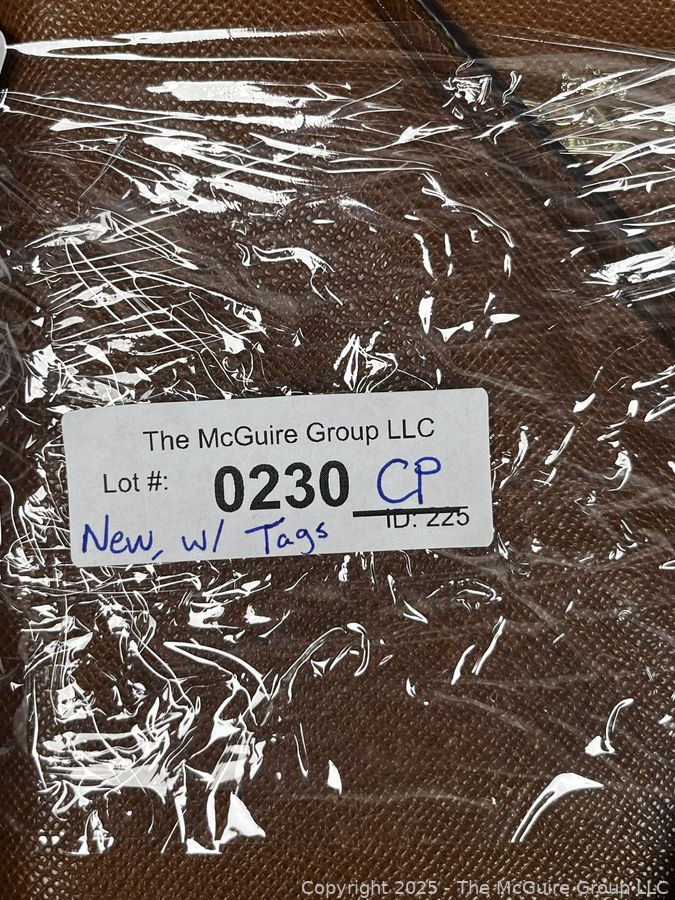 The McGuire Group LLC
Lot #: 0230 CP
ID: 225
New, w/ Tags
Copyright 2025 - The McGuire Group LLC